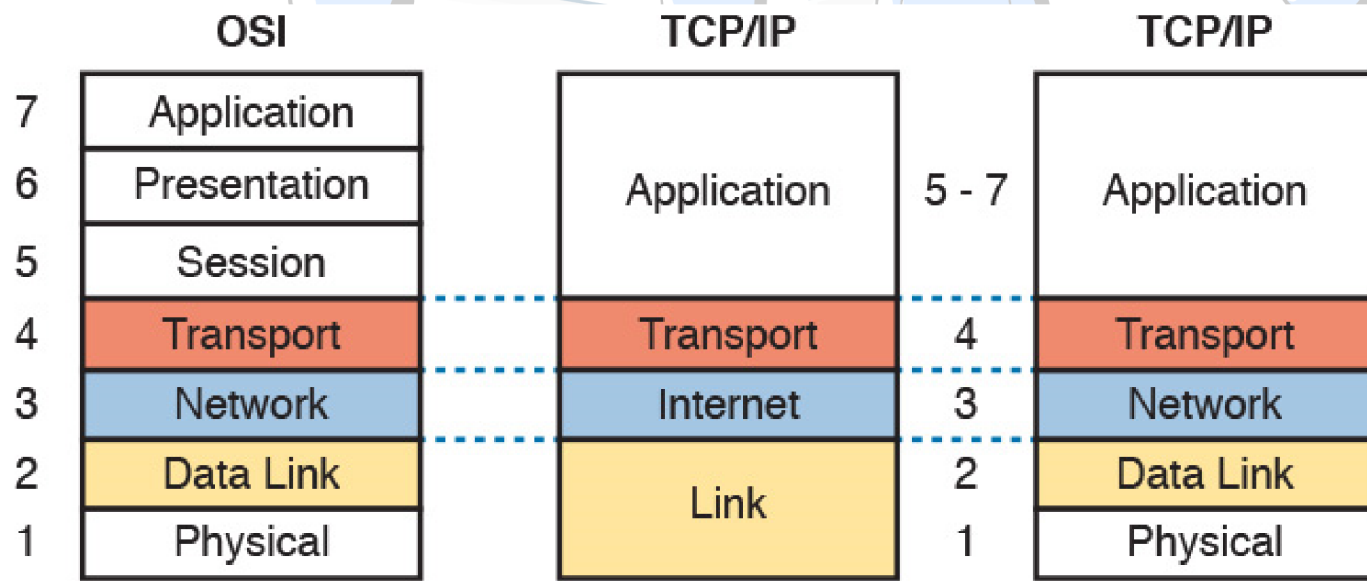 OSI TCP/IP TCP/IP
7 Application
6 Presentation Application 5 - 7 Application
5 Session
4 Transport Transport 4 Transport
3 Network Internet 3 Network
2 Data Link 2 Data Link
Link
1 Physical 1 Physical